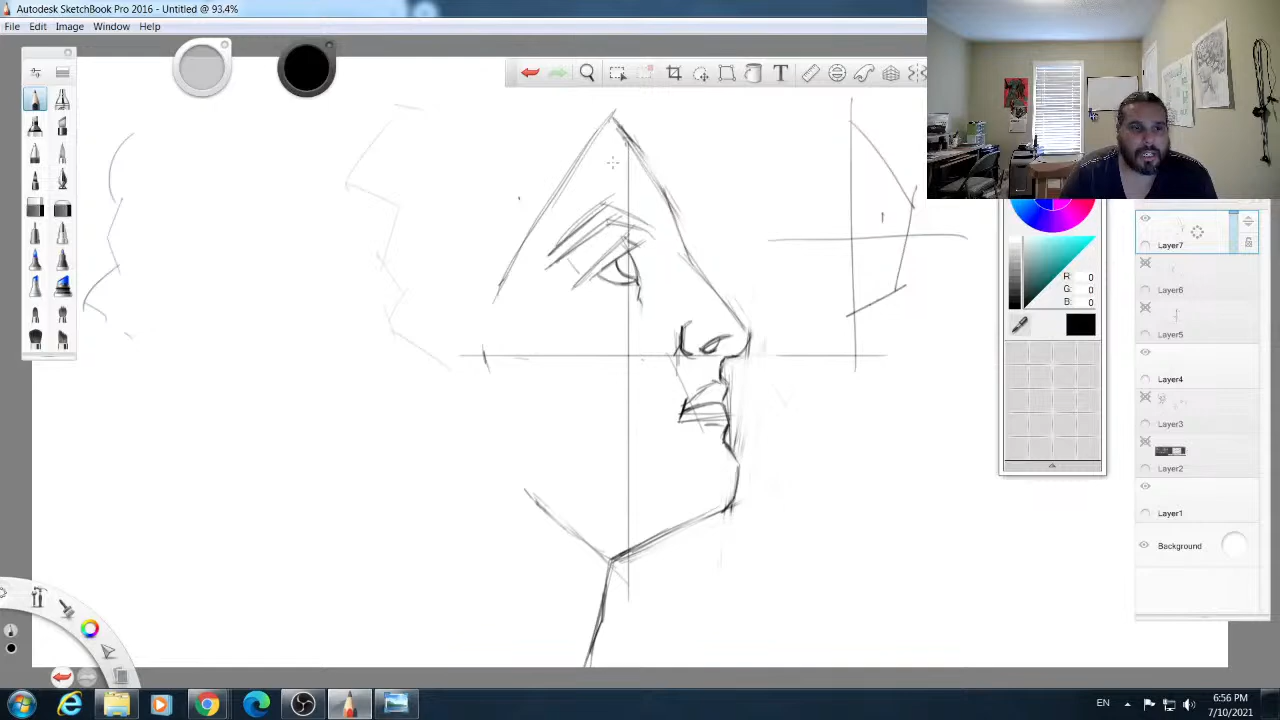 Autodesk SketchBook Pro 2016 - Untitled @ 93.4%
File Edit Image Window Help
T
Layer7
Layer6
R 0
G 0
B 0
Layer5
Layer4
Layer3
Layer2
Layer1
Background
EN
6:56 PM
7/10/2021